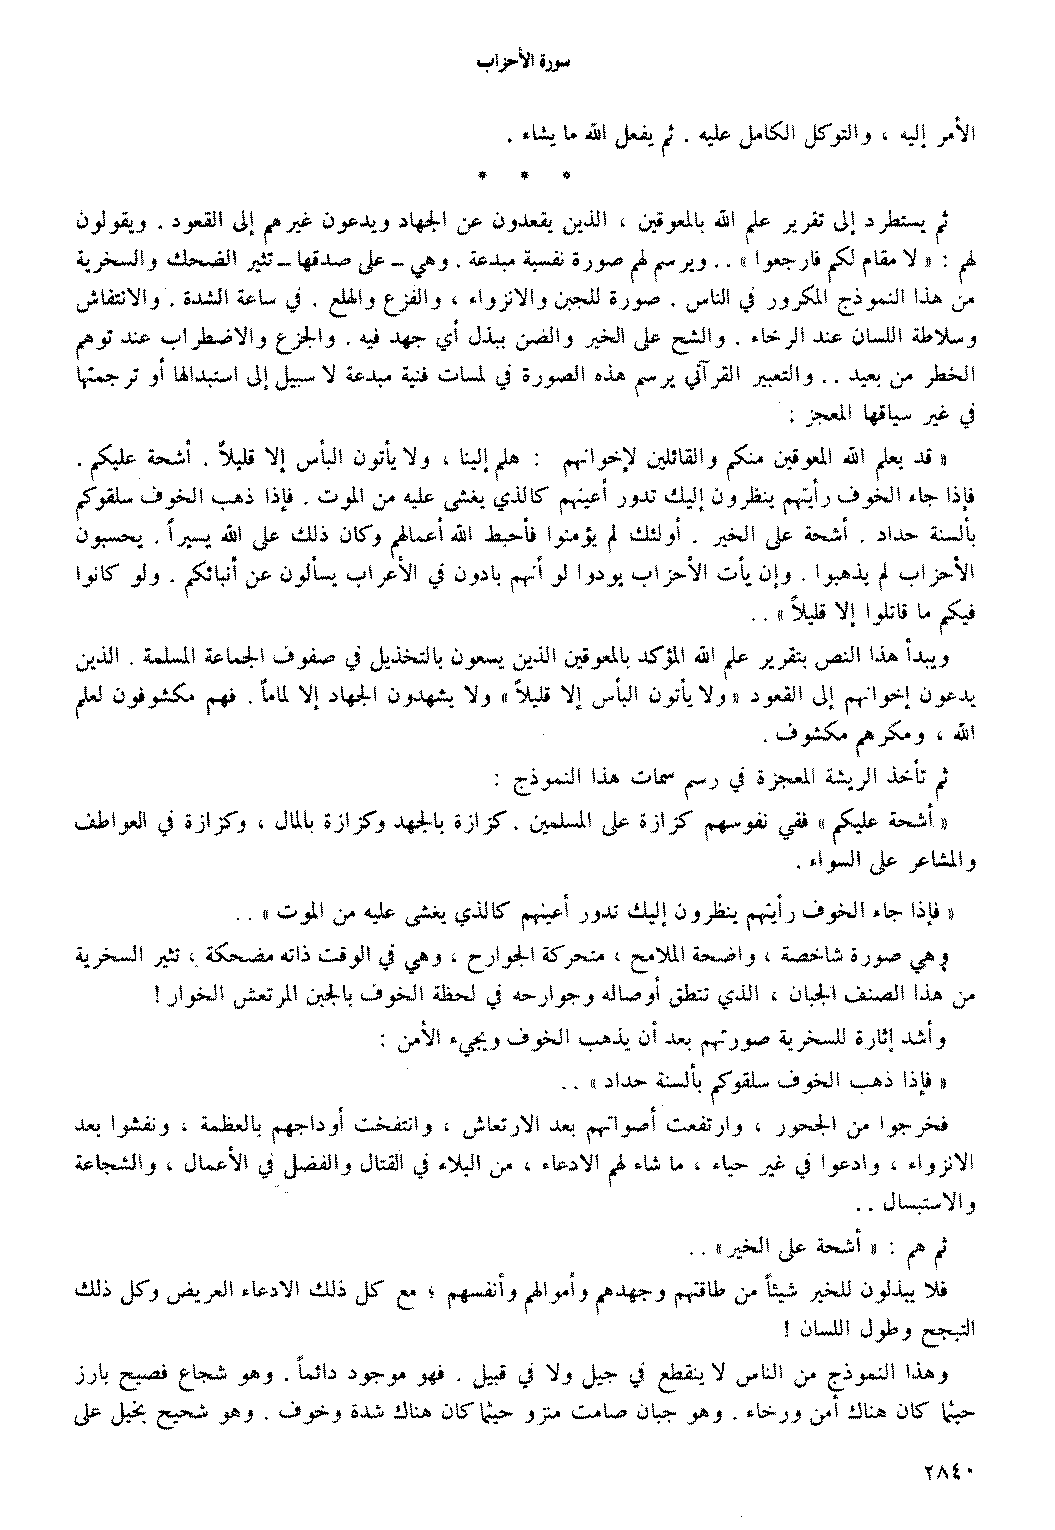 سورة الأحزاب
الأمر إليه ، والتوكل الكامل عليه . ثم يفعل الله ما يشاء .
* * *
ثم يستطرد إلى تقرير علم الله بالمعوقين ، الذين يقعدون عن الجهاد ويدعون غيرهم إلى القعود . ويقولون
لهم : « لا مقام لكم فارجعوا » .. ويرسم لهم صورة نفسية مبدعة . وهي – على صدقها – تثير الضحك والسخرية
من هذا النموذج المكرور في الناس . صورة للجبن والانزواء ، والفزع والهلع . في ساعة الشدة . والانتفاش
وسلاطة اللسان عند الرخاء . والشح على الخير والضن ببذل أي جهد فيه . والجزع والاضطراب عند توهم
الخطر من بعيد .. والتعبير القرآني يرسم هذه الصورة في لمسات فنية مبدعة لا سبيل إلى استبدالها أو ترجمتها
في غير سياقها المعجز :
« قد يعلم الله المعوقين منكم والقائلين لإخوانهم : هلم إلينا ، ولا يأتون البأس إلا قليلاً . أشحة عليكم .
فإذا جاء الخوف رأيتهم ينظرون إليك تدور أعينهم كالذي يغشى عليه من الموت . فإذا ذهب الخوف سلقوكم
بألسنة حداد . أشحة على الخير . أولئك لم يؤمنوا فأحبط الله أعمالهم وكان ذلك على الله يسيراً . يحسبون
الأحزاب لم يذهبوا . وإن يأت الأحزاب يودوا لو أنهم بادون في الأعراب يسألون عن أنبائكم . ولو كانوا
فيكم ما قاتلوا إلا قليلاً » ..
ويبدأ هذا النص بتقرير علم الله المؤكد بالمعوقين الذين يسعون بالتخذيل في صفوف الجماعة المسلمة . الذين
يدعون إخوانهم إلى القعود « ولا يأتون البأس إلا قليلاً » ولا يشهدون الجهاد إلا لماماً . فهم مكشوفون لعلم
الله ، ومكرهم مكشوف .
ثم تأخذ الريشة المعجزة في رسم سمات هذا النموذج :
« أشحة عليكم » ففي نفوسهم كزازة على المسلمين . كزازة بالجهد وكزازة بالمال ، وكزازة في العواطف
والمشاعر على السواء .
« فإذا جاء الخوف رأيتهم ينظرون إليك تدور أعينهم كالذي يغشى عليه من الموت » ..
وهي صورة شاخصة ، واضحة الملامح ، متحركة الجوارح ، وهي في الوقت ذاته مضحكة ، تثير السخرية
من هذا الصنف الجبان ، الذي تنطق أوصاله وجوارحه في لحظة الخوف بالجبن المرتعش الخوار !
وأشد إثارة للسخرية صورتهم بعد أن يذهب الخوف ويجيء الأمن :
« فإذا ذهب الخوف سلقوكم بألسنة حداد » ..
فخرجوا من الجحور ، وارتفعت أصواتهم بعد الارتعاش ، وانتفخت أوداجهم بالعظمة ، ونفشوا بعد
الانزواء ، وادعوا في غير حياء ، ما شاء لهم الادعاء ، من البلاء في القتال والفضل في الأعمال ، والشجاعة
والاستبسال ..
ثم هم : « أشحة على الخير » ..
فلا يبذلون للخير شيئاً من طاقتهم وجهدهم وأموالهم وأنفسهم ؛ مع كل ذلك الادعاء العريض وكل ذلك
التبجح وطول اللسان !
وهذا النموذج من الناس لا ينقطع في جيل ولا في قبيل . فهو موجود دائماً . وهو شجاع فصيح بارز
حيثما كان هناك أمن ورخاء . وهو جبان صامت منزو حيثما كان هناك شدة وخوف . وهو شحيح بخيل على
٢٨٤٠